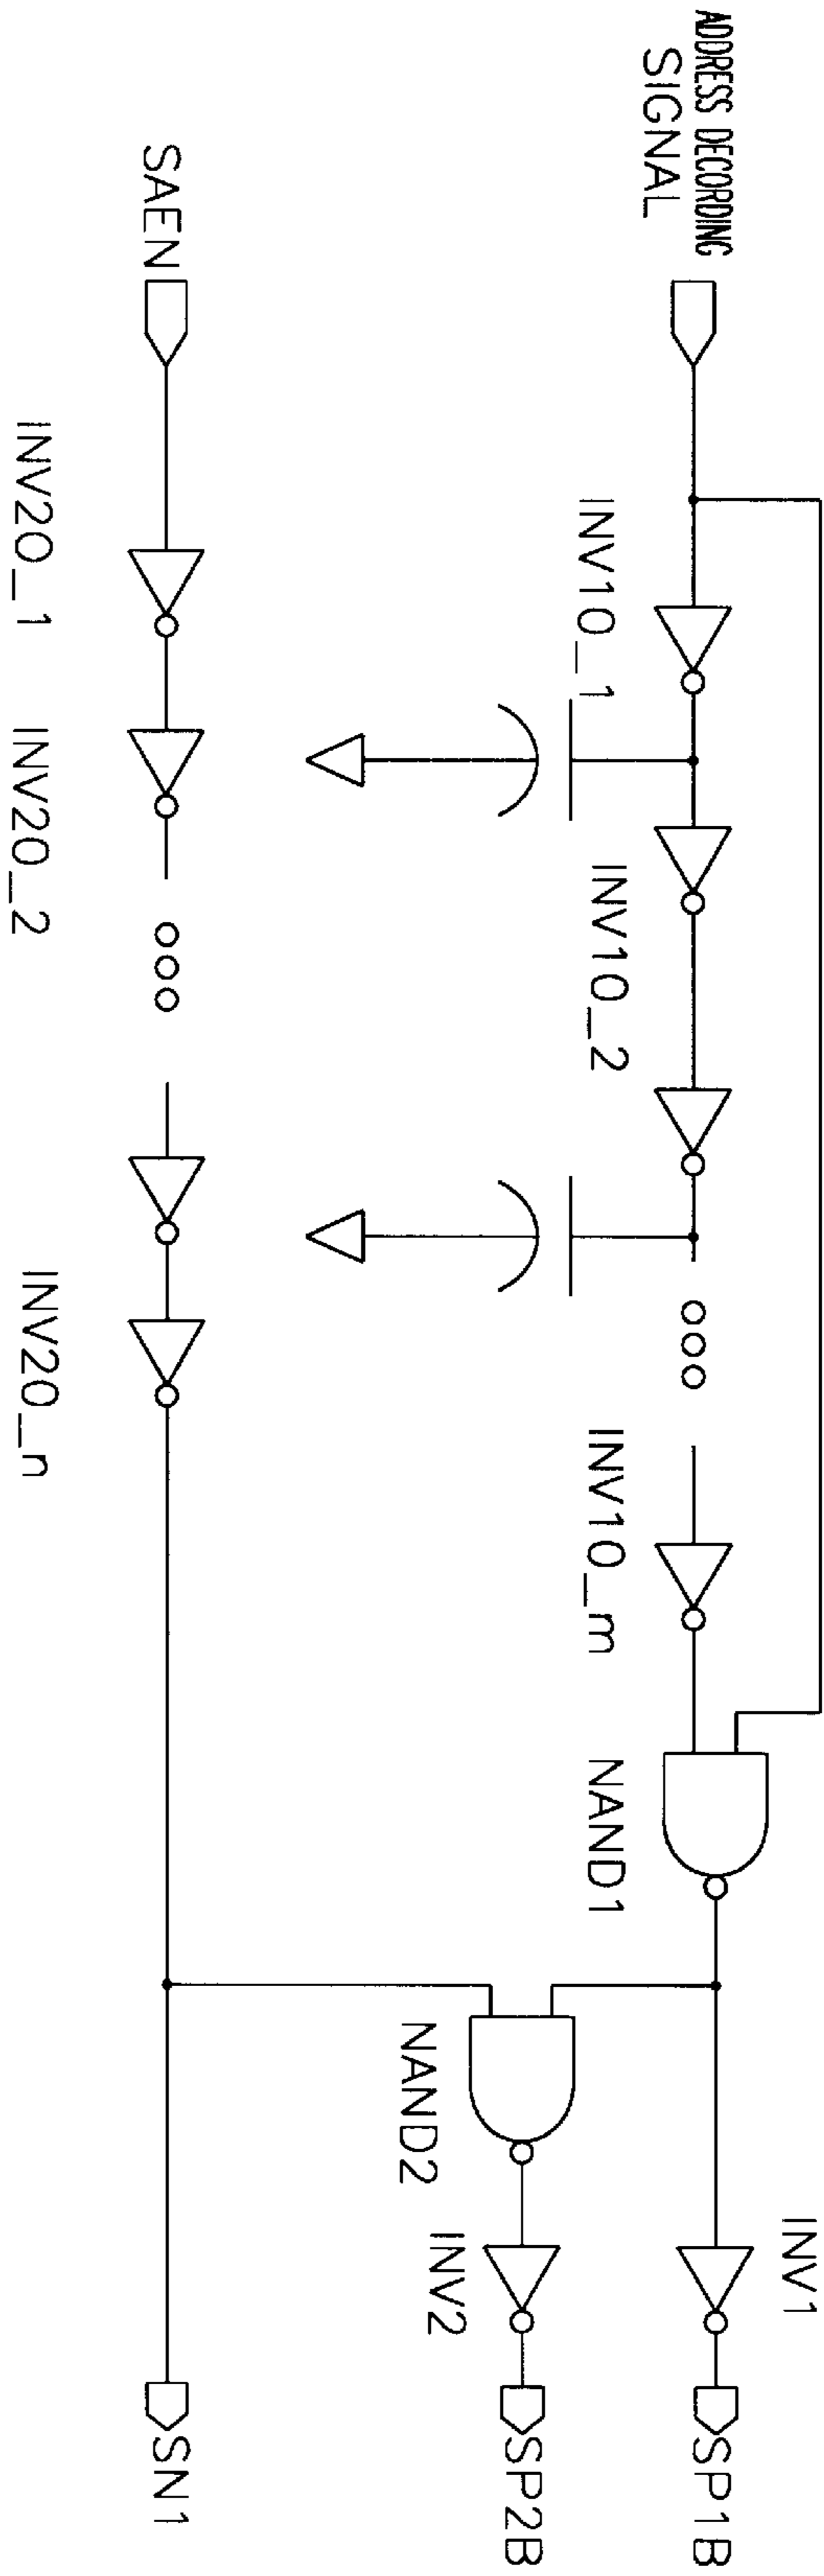 ADDRESS DECORDING
SIGNAL
INV10_1
INV10_2
INV10_m
NAND1
INV1
SP1B
NAND2
INV2
SP2B
SAEN
INV20_1
INV20_2
INV20_n
SN1